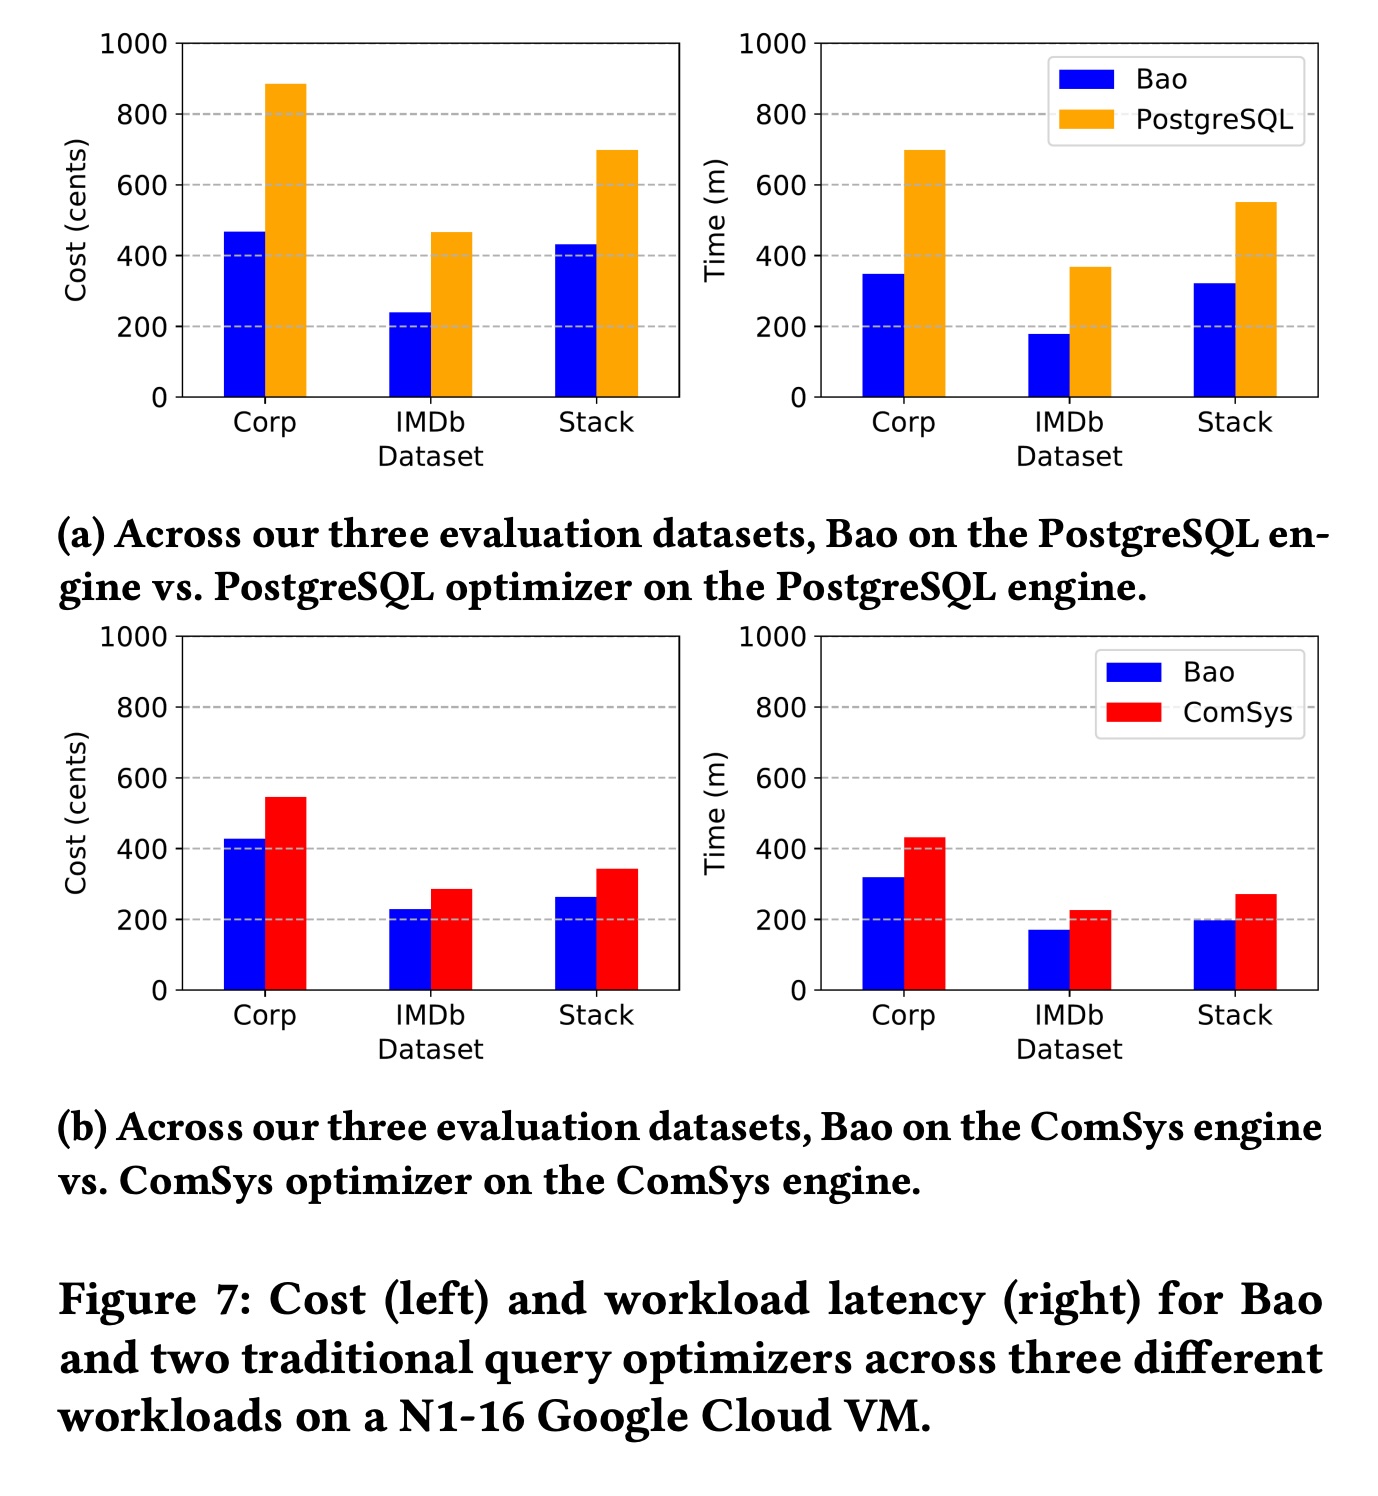 1000
800
600
400
200
0
Cost (cents)
Corp IMDb Stack
Dataset
1000
800
600
400
200
0
Time (m)
Bao
PostgreSQL
Corp IMDb Stack
Dataset
(a) Across our three evaluation datasets, Bao on the PostgreSQL en-
gine vs. PostgreSQL optimizer on the PostgreSQL engine.
1000
800
600
400
200
0
Cost (cents)
Corp IMDb Stack
Dataset
1000
800
600
400
200
0
Time (m)
Bao
ComSys
Corp IMDb Stack
Dataset
(b) Across our three evaluation datasets, Bao on the ComSys engine
vs. ComSys optimizer on the ComSys engine.
Figure 7: Cost (left) and workload latency (right) for Bao
and two traditional query optimizers across three different
workloads on a N1-16 Google Cloud VM.